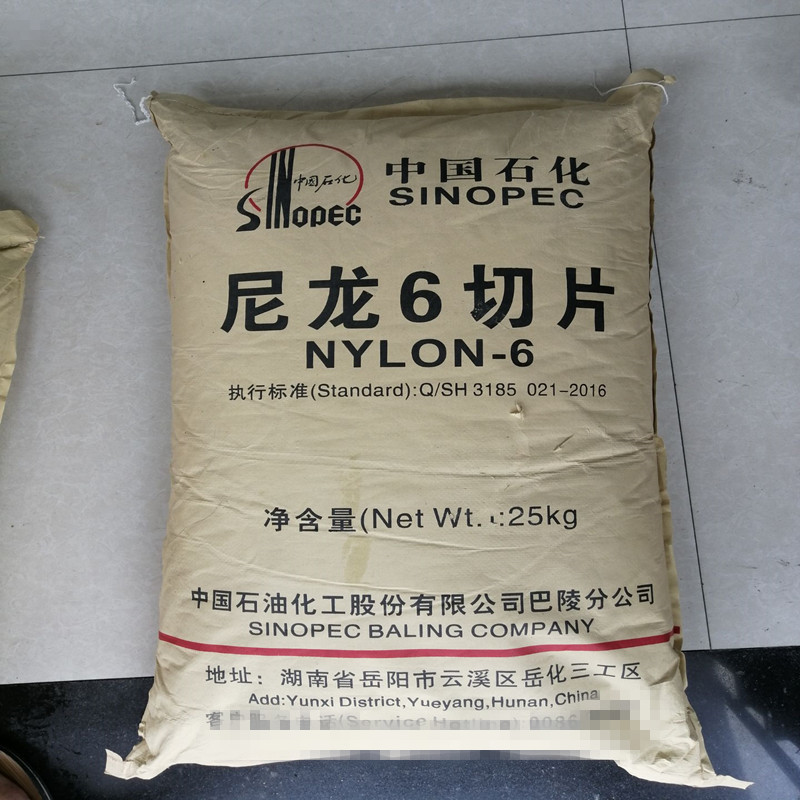 中国石化
SINOPEC
中国石化
SINOPEC
尼龙6切片
NYLON-6
执行标准(Standard):Q/SH 3185 021-2016
净含量(Net Wt.):25kg
中国石油化工股份有限公司巴陵分公司
SINOPEC BALING COMPANY
地址：湖南省岳阳市云溪区岳化三工区
Add:Yunxi District,Yueyang,Hunan,China
(Service Hotline) 0086